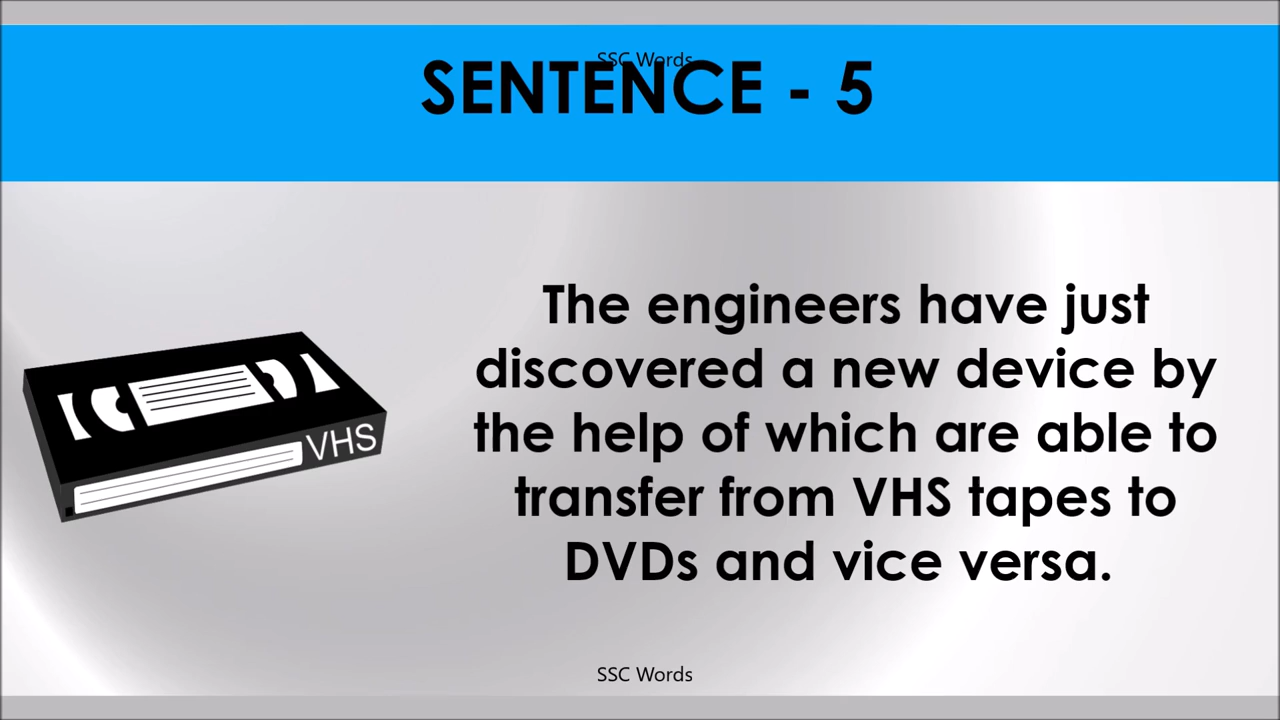 SSC Words
SENTENCE - 5
The engineers have just
discovered a new device by
the help of which are able to
transfer from VHS tapes to
DVDs and vice versa.
VHS
SSC Words